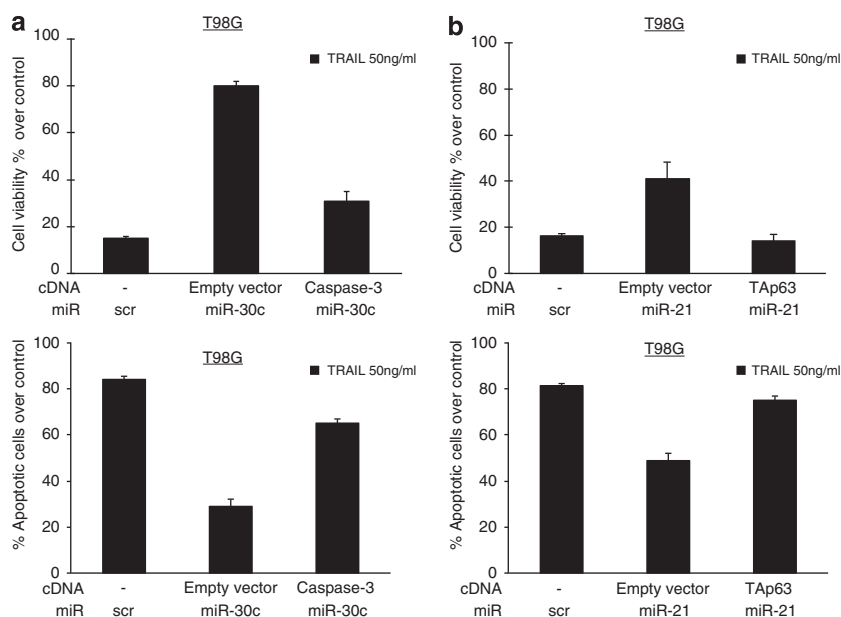 a
T98G
TRAIL 50ng/ml
Cell viability % over control
100
80
60
40
20
0
cDNA - Empty vector Caspase-3
miR scr miR-30c miR-30c
T98G
TRAIL 50ng/ml
% Apoptotic cells over control
100
80
60
40
20
0
cDNA - Empty vector Caspase-3
miR scr miR-30c miR-30c
b
T98G
TRAIL 50ng/ml
Cell viability % over control
100
80
60
40
20
0
cDNA - Empty vector TAp63
miR scr miR-21 miR-21
T98G
TRAIL 50ng/ml
% Apoptotic cells over control
100
80
60
40
20
0
cDNA - Empty vector TAp63
miR scr miR-21 miR-21